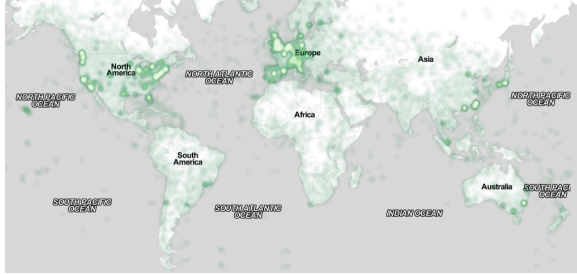 North
America
Europe
Asia
NORTH ATLANTIC
OCEAN
NORTH PACIFIC
OCEAN
NORTH PACIFIC
OCEAN
Africa
South
America
Australia
SOUTH PACI
OCEAN
SOUTH PACIFIC
OCEAN
SOUTH ATLANTIC
OCEAN
INDIAN OCEAN